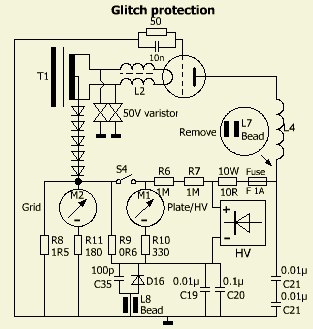 Glitch protection
50
10n
T1
L2
50V varistor
L7
Bead
Remove
L4
S4
R6
R7
10W
Fuse
1M
1M
10R
F 1A
M2
M1
Grid
Plate/HV
R8
R11
R9
R10
1R5
180
0R6
330
HV
100p
C35
D16
0.01µ
C19
0.1µ
C20
0.01µ
C21
L8
Bead
0.01µ
C21